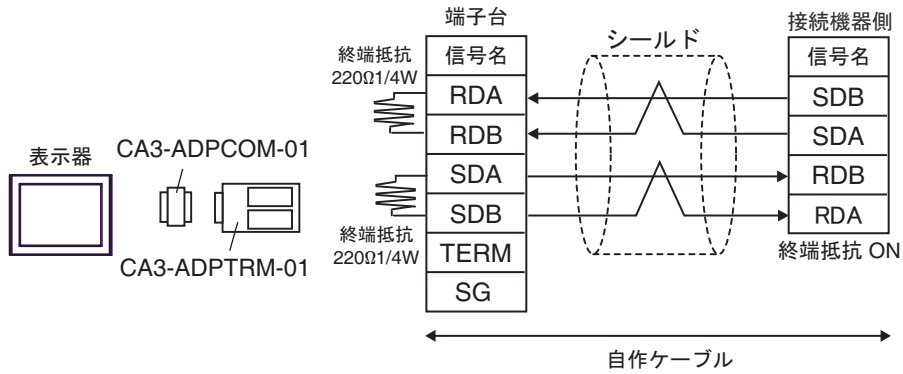 端子台
接続機器側
シールド
終端抵抗
220Ω1/4W
信号名
信号名
RDA
SDB
RDB
SDA
表示器
CA3-ADPCOM-01
SDA
RDB
SDB
RDA
終端抵抗
220Ω1/4W
TERM
終端抵抗 ON
CA3-ADPTRM-01
SG
自作ケーブル